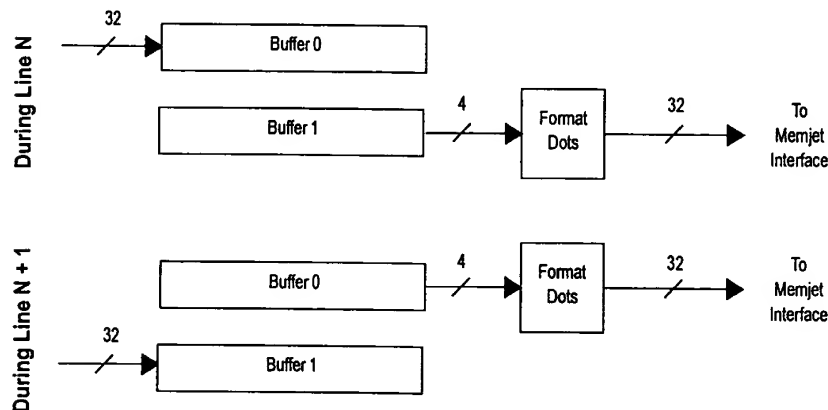 During Line N
32
Buffer 0
Buffer 1
4
Format
Dots
32
To
Memjet
Interface
During Line N + 1
Buffer 0
4
Format
Dots
32
To
Memjet
Interface
32
Buffer 1